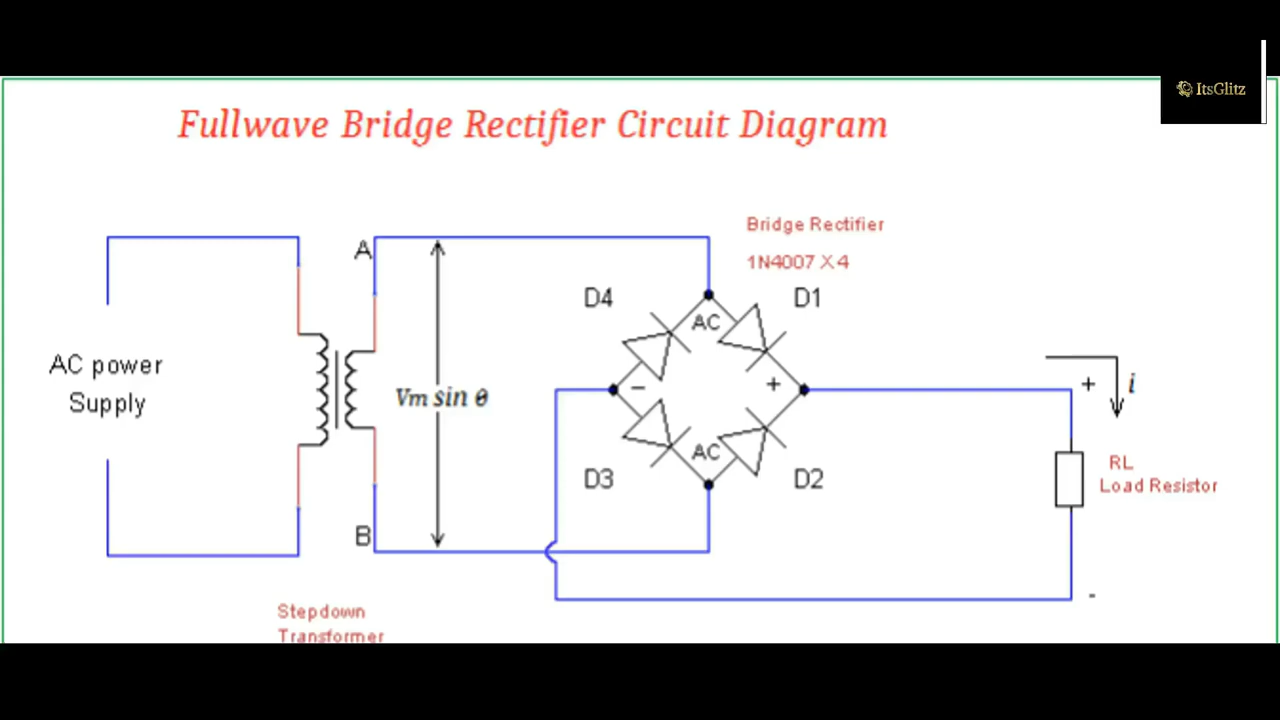 ItsGlitz
Fullwave Bridge Rectifier Circuit Diagram
Bridge Rectifier
1N4007 X 4
A
D4
D1
AC
AC power
Supply
Vm sin θ
−
+
+
i
AC
D3
D2
RL
Load Resistor
B
-
Stepdown
Transformer